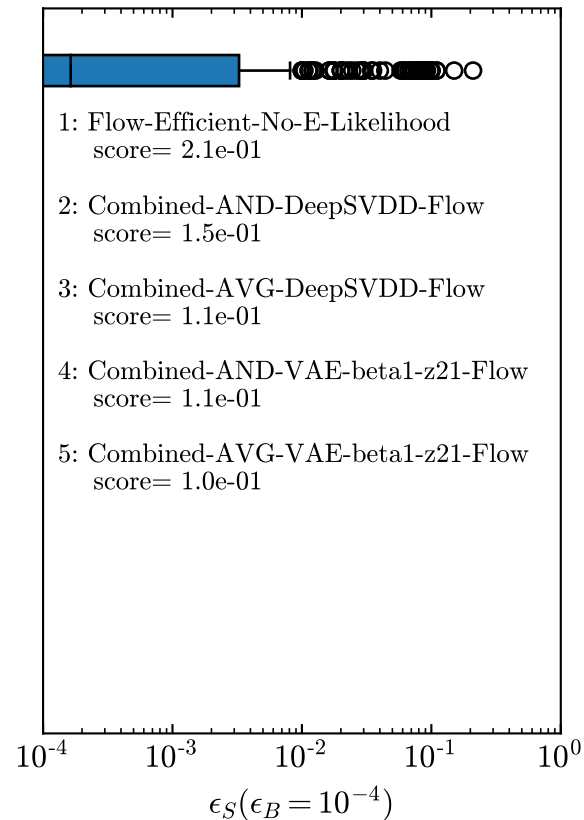 1: Flow-Efficient-No-E-Likelihood
score= 2.1e-01
2: Combined-AND-DeepSVDD-Flow
score= 1.5e-01
3: Combined-AVG-DeepSVDD-Flow
score= 1.1e-01
4: Combined-AND-VAE-beta1-z21-Flow
score= 1.1e-01
5: Combined-AVG-VAE-beta1-z21-Flow
score= 1.0e-01
10⁻⁴ 10⁻³ 10⁻² 10⁻¹ 10⁰
ϵ_S(ϵ_B = 10⁻⁴)